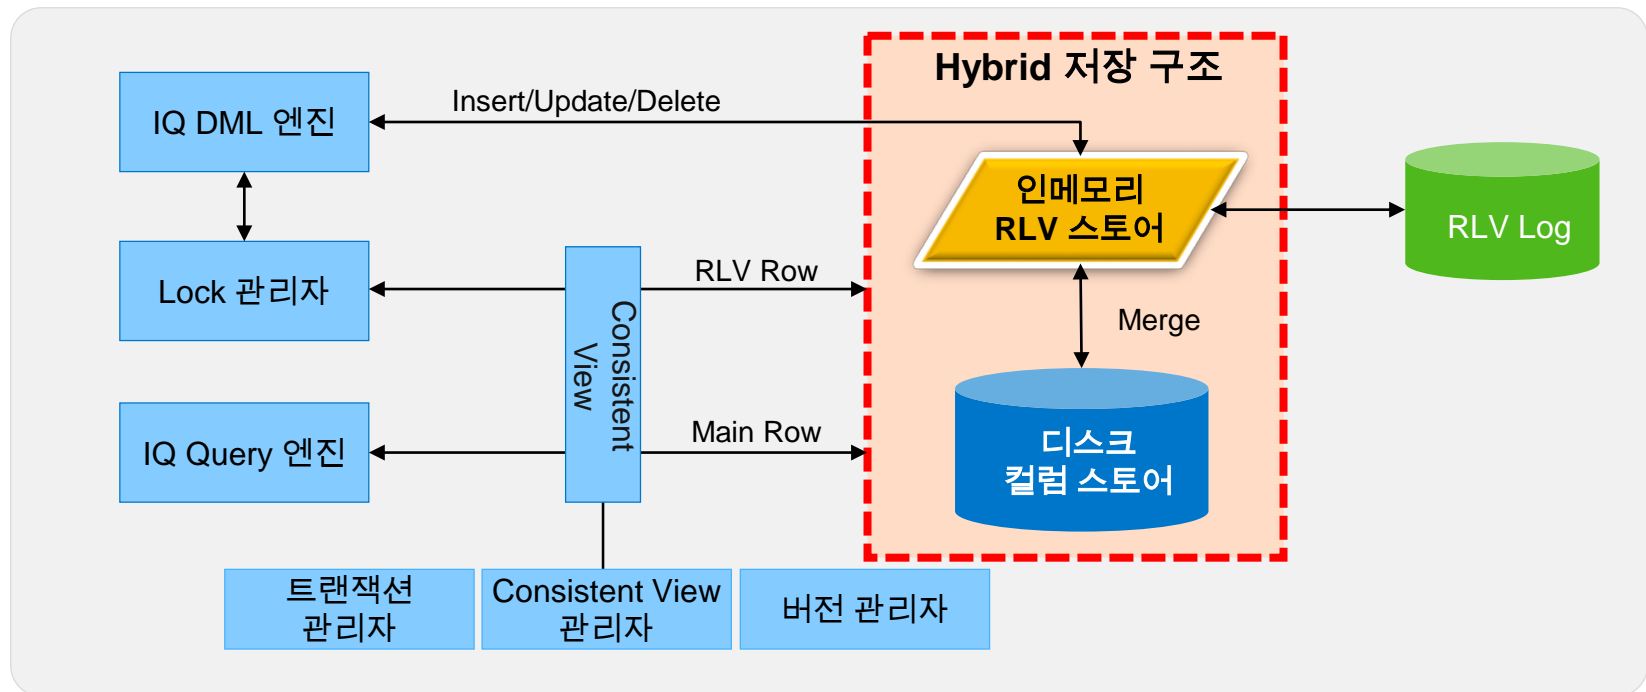 Hybrid 저장 구조
IQ DML 엔진
Insert/Update/Delete
인메모리
RLV 스토어
RLV Log
Lock 관리자
RLV Row
Consistent
View
Merge
IQ Query 엔진
Main Row
디스크
컬럼 스토어
트랜잭션
관리자
Consistent View
관리자
버전 관리자